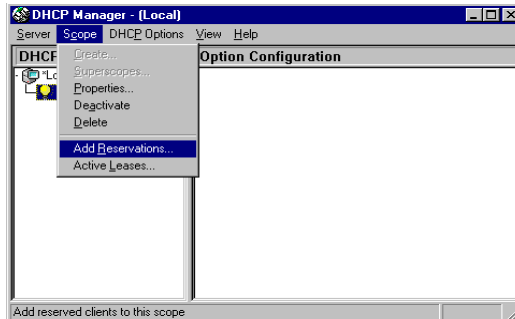 DHCP Manager - (Local)
Server Scope DHCP Options View Help
Option Configuration
Create...
Superscopes...
Properties...
Deactivate
Delete
Add Reservations...
Active Leases...
Add reserved clients to this scope